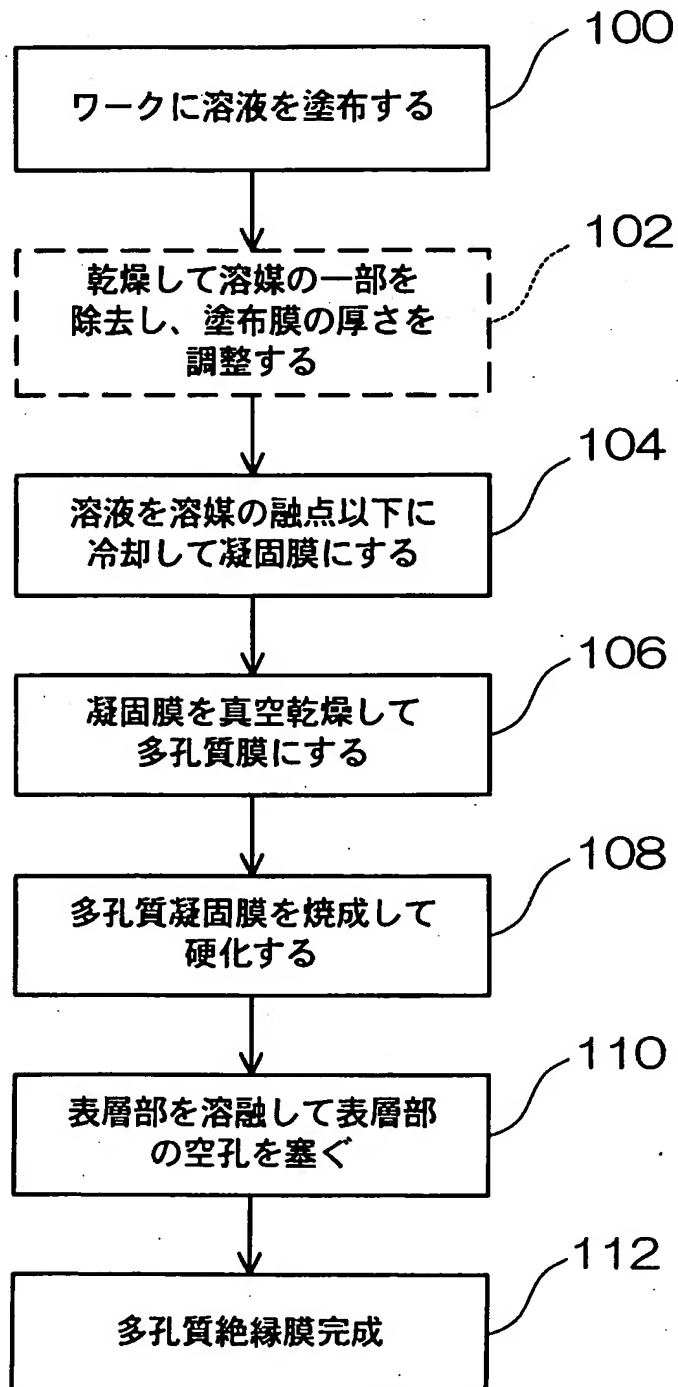 100
ワークに溶液を塗布する
102
乾燥して溶媒の一部を
除去し、塗布膜の厚さを
調整する
104
溶液を溶媒の融点以下に
冷却して凝固膜にする
106
凝固膜を真空乾燥して
多孔質膜にする
108
多孔質凝固膜を焼成して
硬化する
110
表層部を溶融して表層部
の空孔を塞ぐ
112
多孔質絶縁膜完成